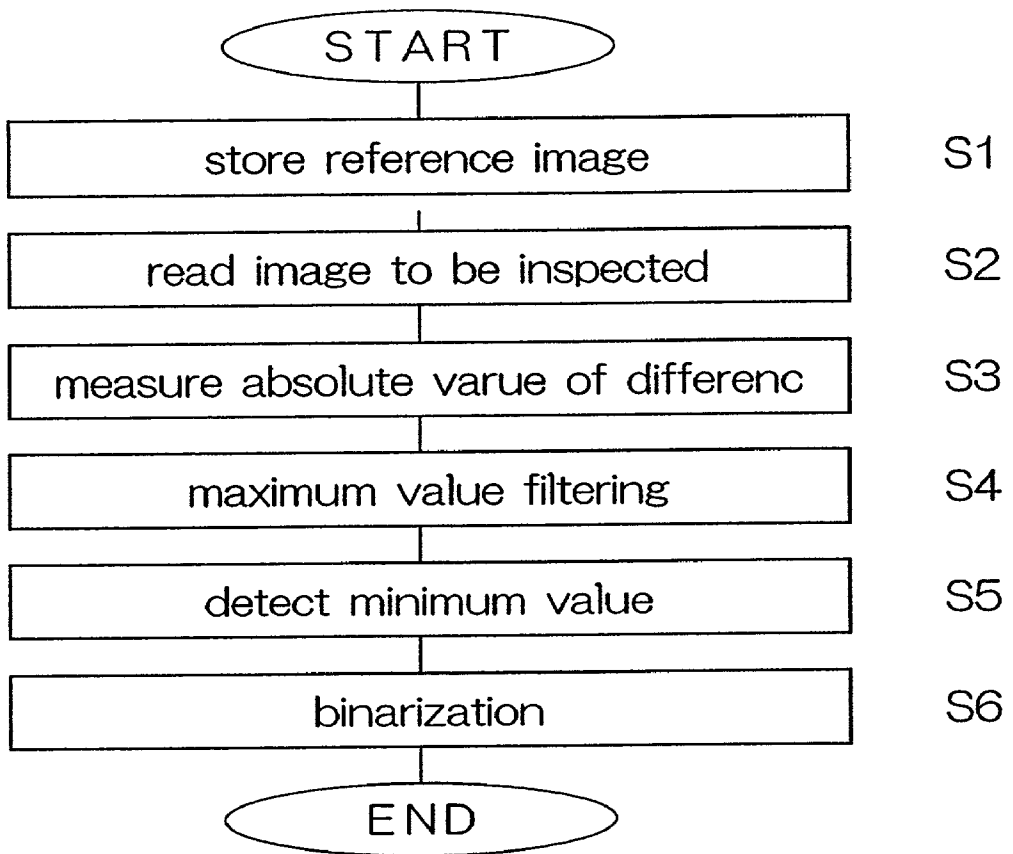 START
store reference image S1
read image to be inspected S2
measure absolute varue of differenc S3
maximum value filtering S4
detect minimum value S5
binarization S6
END